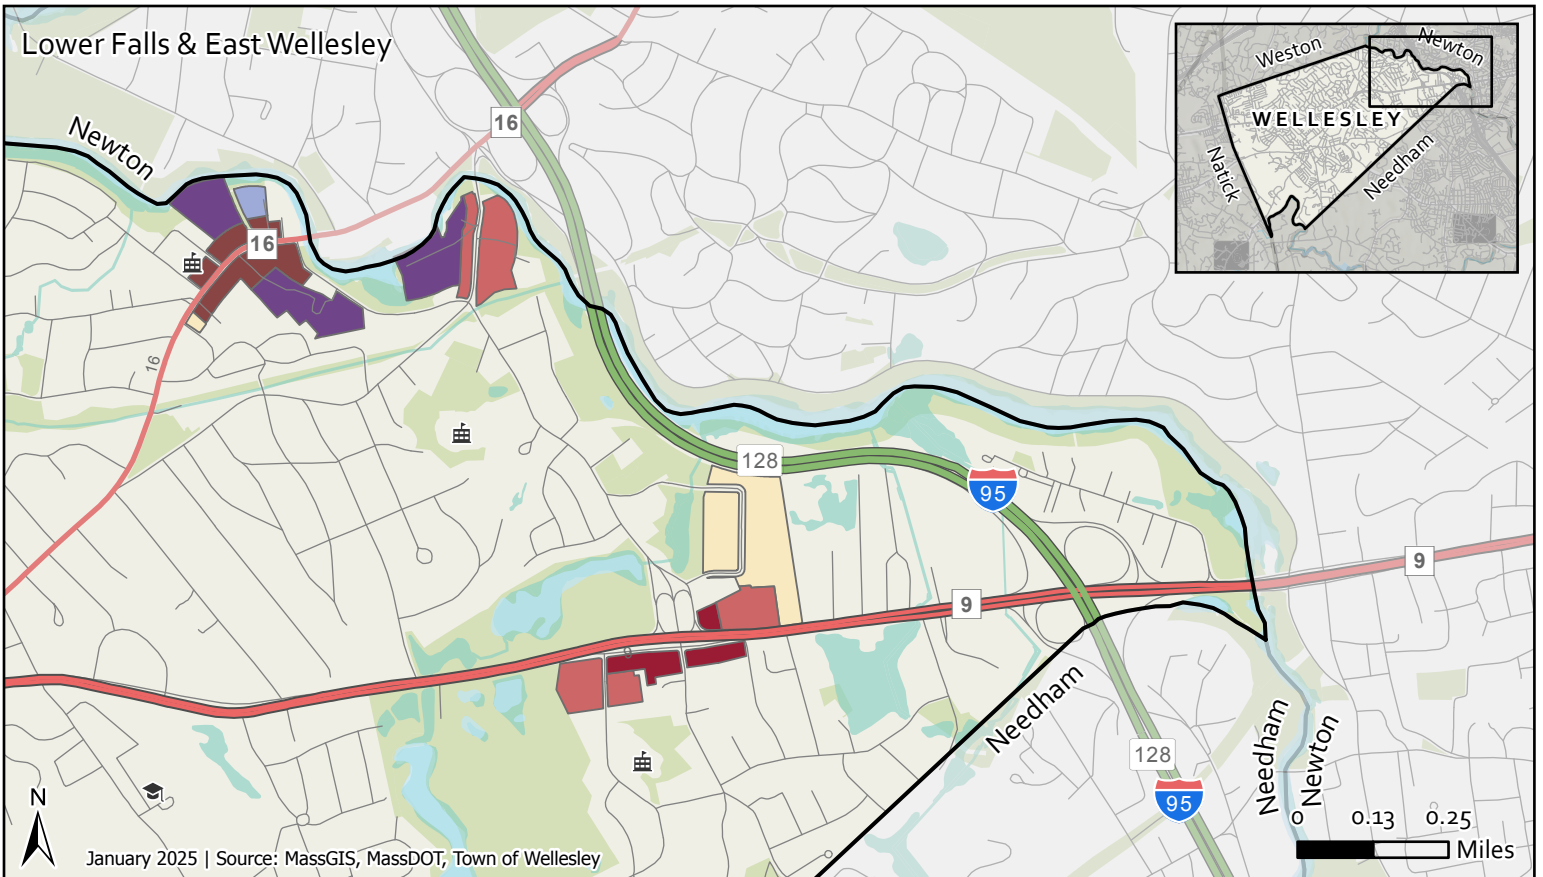 Lower Falls & East Wellesley
Newton
16
16
16
128
95
9
9
9
Needham
128
95
Needham
Newton
Weston
Newton
WELLESLEY
Natick
Needham
N
January 2025 | Source: MassGIS, MassDOT, Town of Wellesley
0 0.13 0.25
Miles